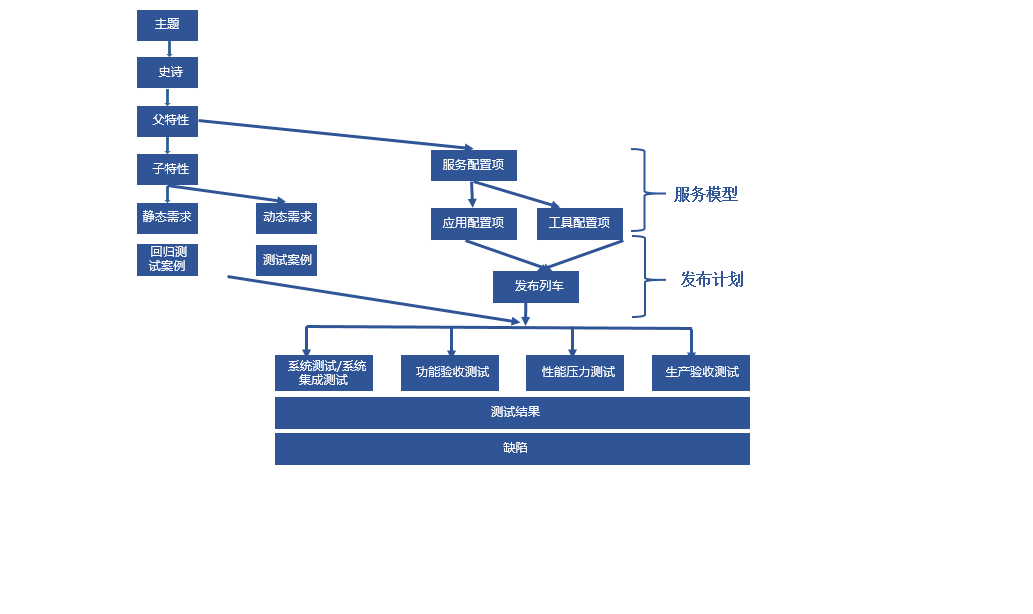 主题
史诗
父特性
子特性
静态需求
动态需求
回归测
试案例
测试案例
服务配置项
应用配置项
工具配置项
服务模型
发布列车
发布计划
系统测试/系统
集成测试
功能验收测试
性能压力测试
生产验收测试
测试结果
缺陷